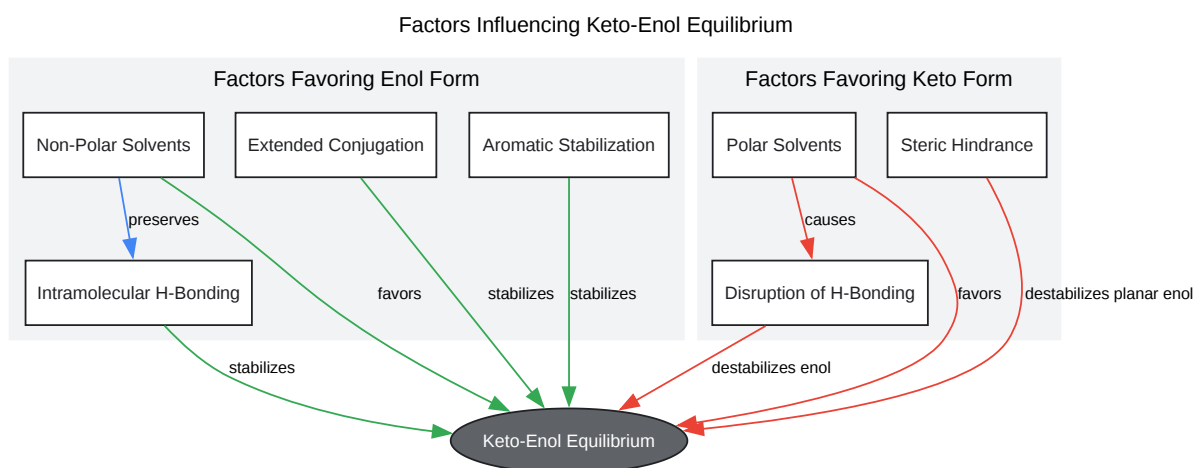 Factors Influencing Keto-Enol Equilibrium
Factors Favoring Enol Form
Factors Favoring Keto Form
Non-Polar Solvents
Extended Conjugation
Aromatic Stabilization
Polar Solvents
Steric Hindrance
preserves
causes
Intramolecular H-Bonding
favors
stabilizes
stabilizes
Disruption of H-Bonding
favors
destabilizes planar enol
stabilizes
destabilizes enol
Keto-Enol Equilibrium